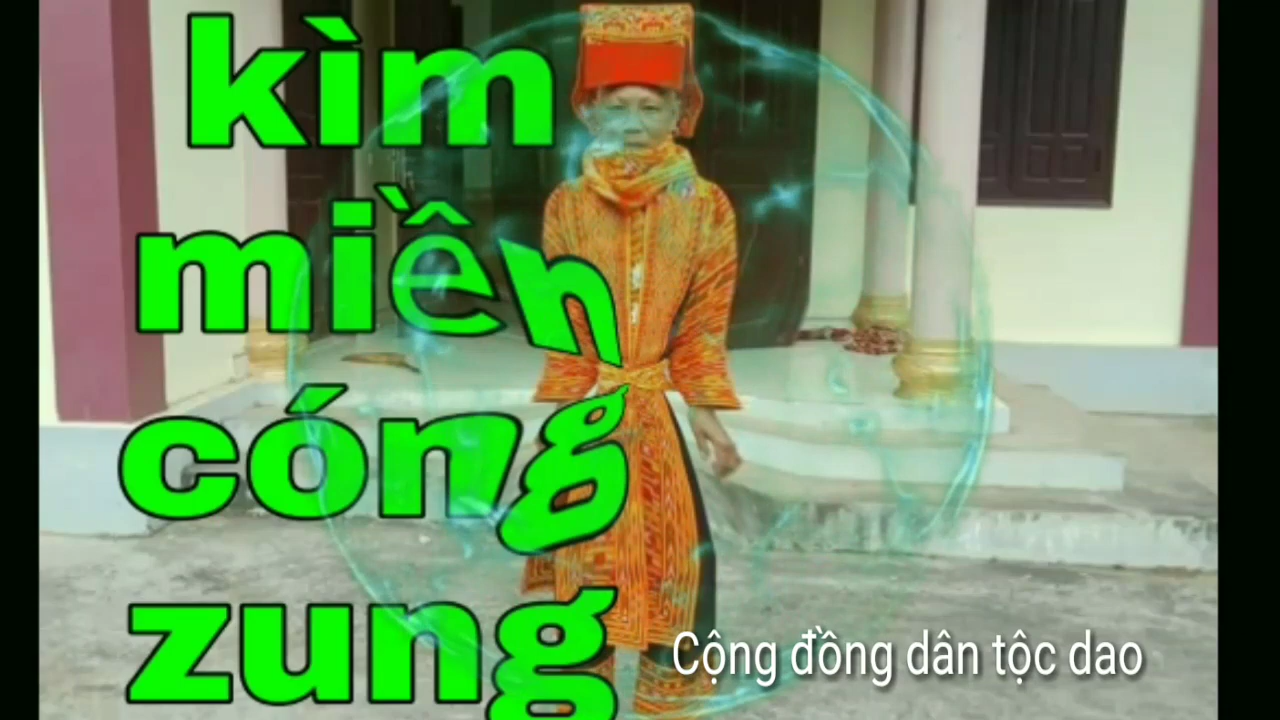 kìm
miền
cóng
zung
Cộng đồng dân tộc dao